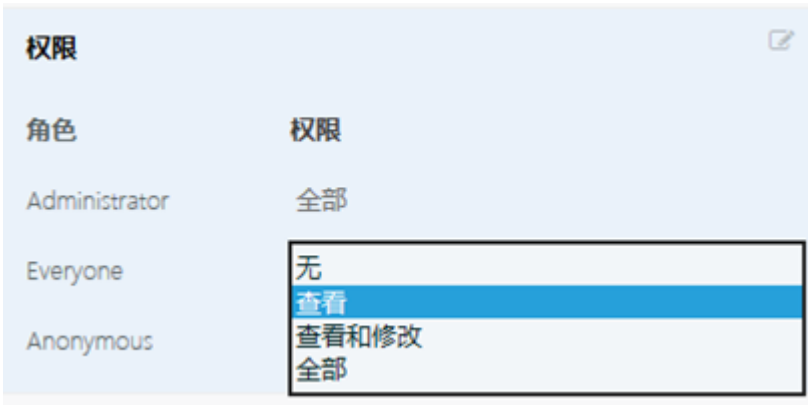 权限
角色 权限
Administrator 全部
Everyone 无
查看
查看和修改
Anonymous 全部